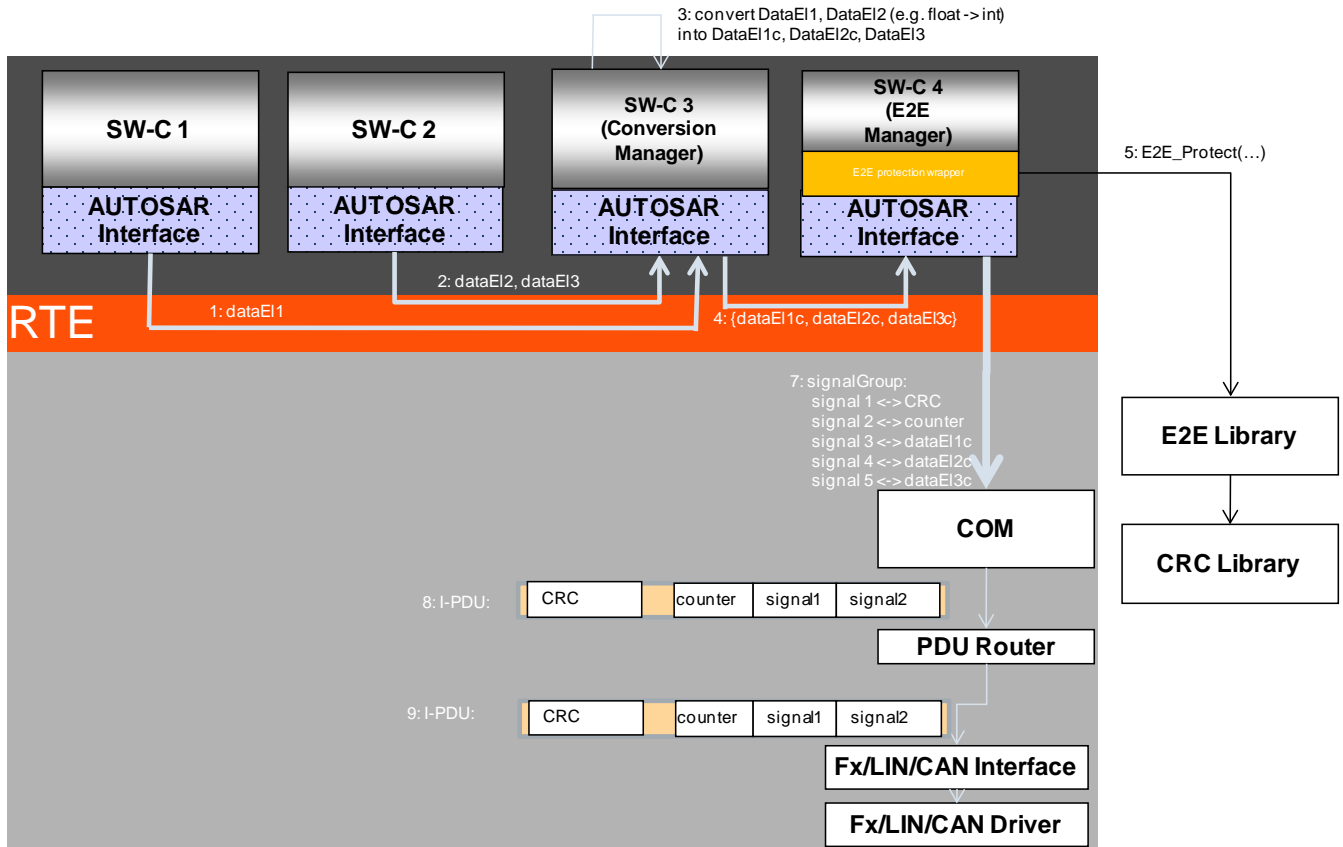 3: convert DataEl1, DataEl2 (e.g. float -> int)
into DataEl1c, DataEl2c, DataEl3
SW-C 1
AUTOSAR
Interface
SW-C 2
AUTOSAR
Interface
SW-C 3
(Conversion
Manager)
AUTOSAR
Interface
SW-C 4
(E2E
Manager)
E2E protection wrapper
AUTOSAR
Interface
5: E2E_Protect(…)
2: dataEl2, dataEl3
1: dataEl1
4: {dataEl1c, dataEl2c, dataEl3c}
RTE
7: signalGroup:
signal 1 <-> CRC
signal 2 <-> counter
signal 3 <-> dataEl1c
signal 4 <-> dataEl2c
signal 5 <-> dataEl3c
E2E Library
CRC Library
COM
8: I-PDU:
CRC
counter
signal1
signal2
PDU Router
9: I-PDU:
CRC
counter
signal1
signal2
Fx/LIN/CAN Interface
Fx/LIN/CAN Driver